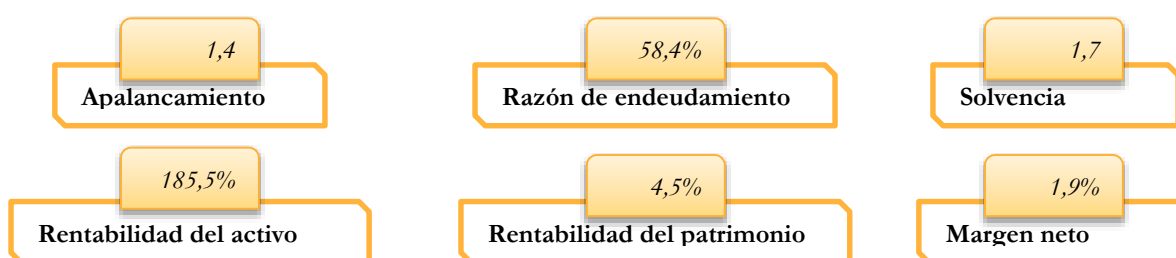 1,4
Apalancamiento
58,4%
Razón de endeudamiento
1,7
Solvencia
185,5%
Rentabilidad del activo
4,5%
Rentabilidad del patrimonio
1,9%
Margen neto